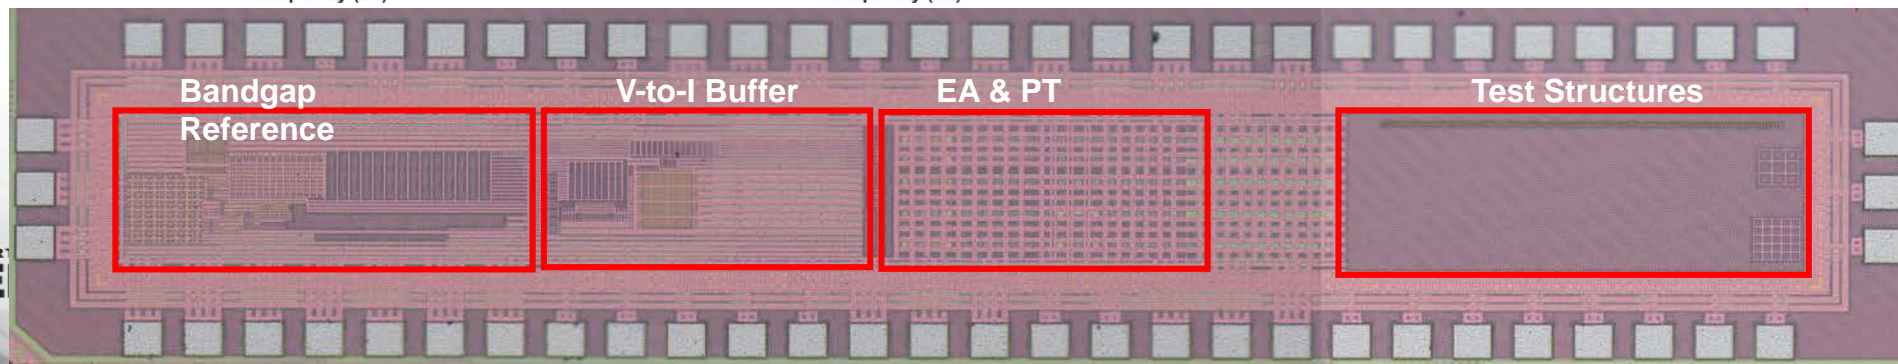 Bandgap
Reference
V-to-I Buffer
EA & PT
Test Structures